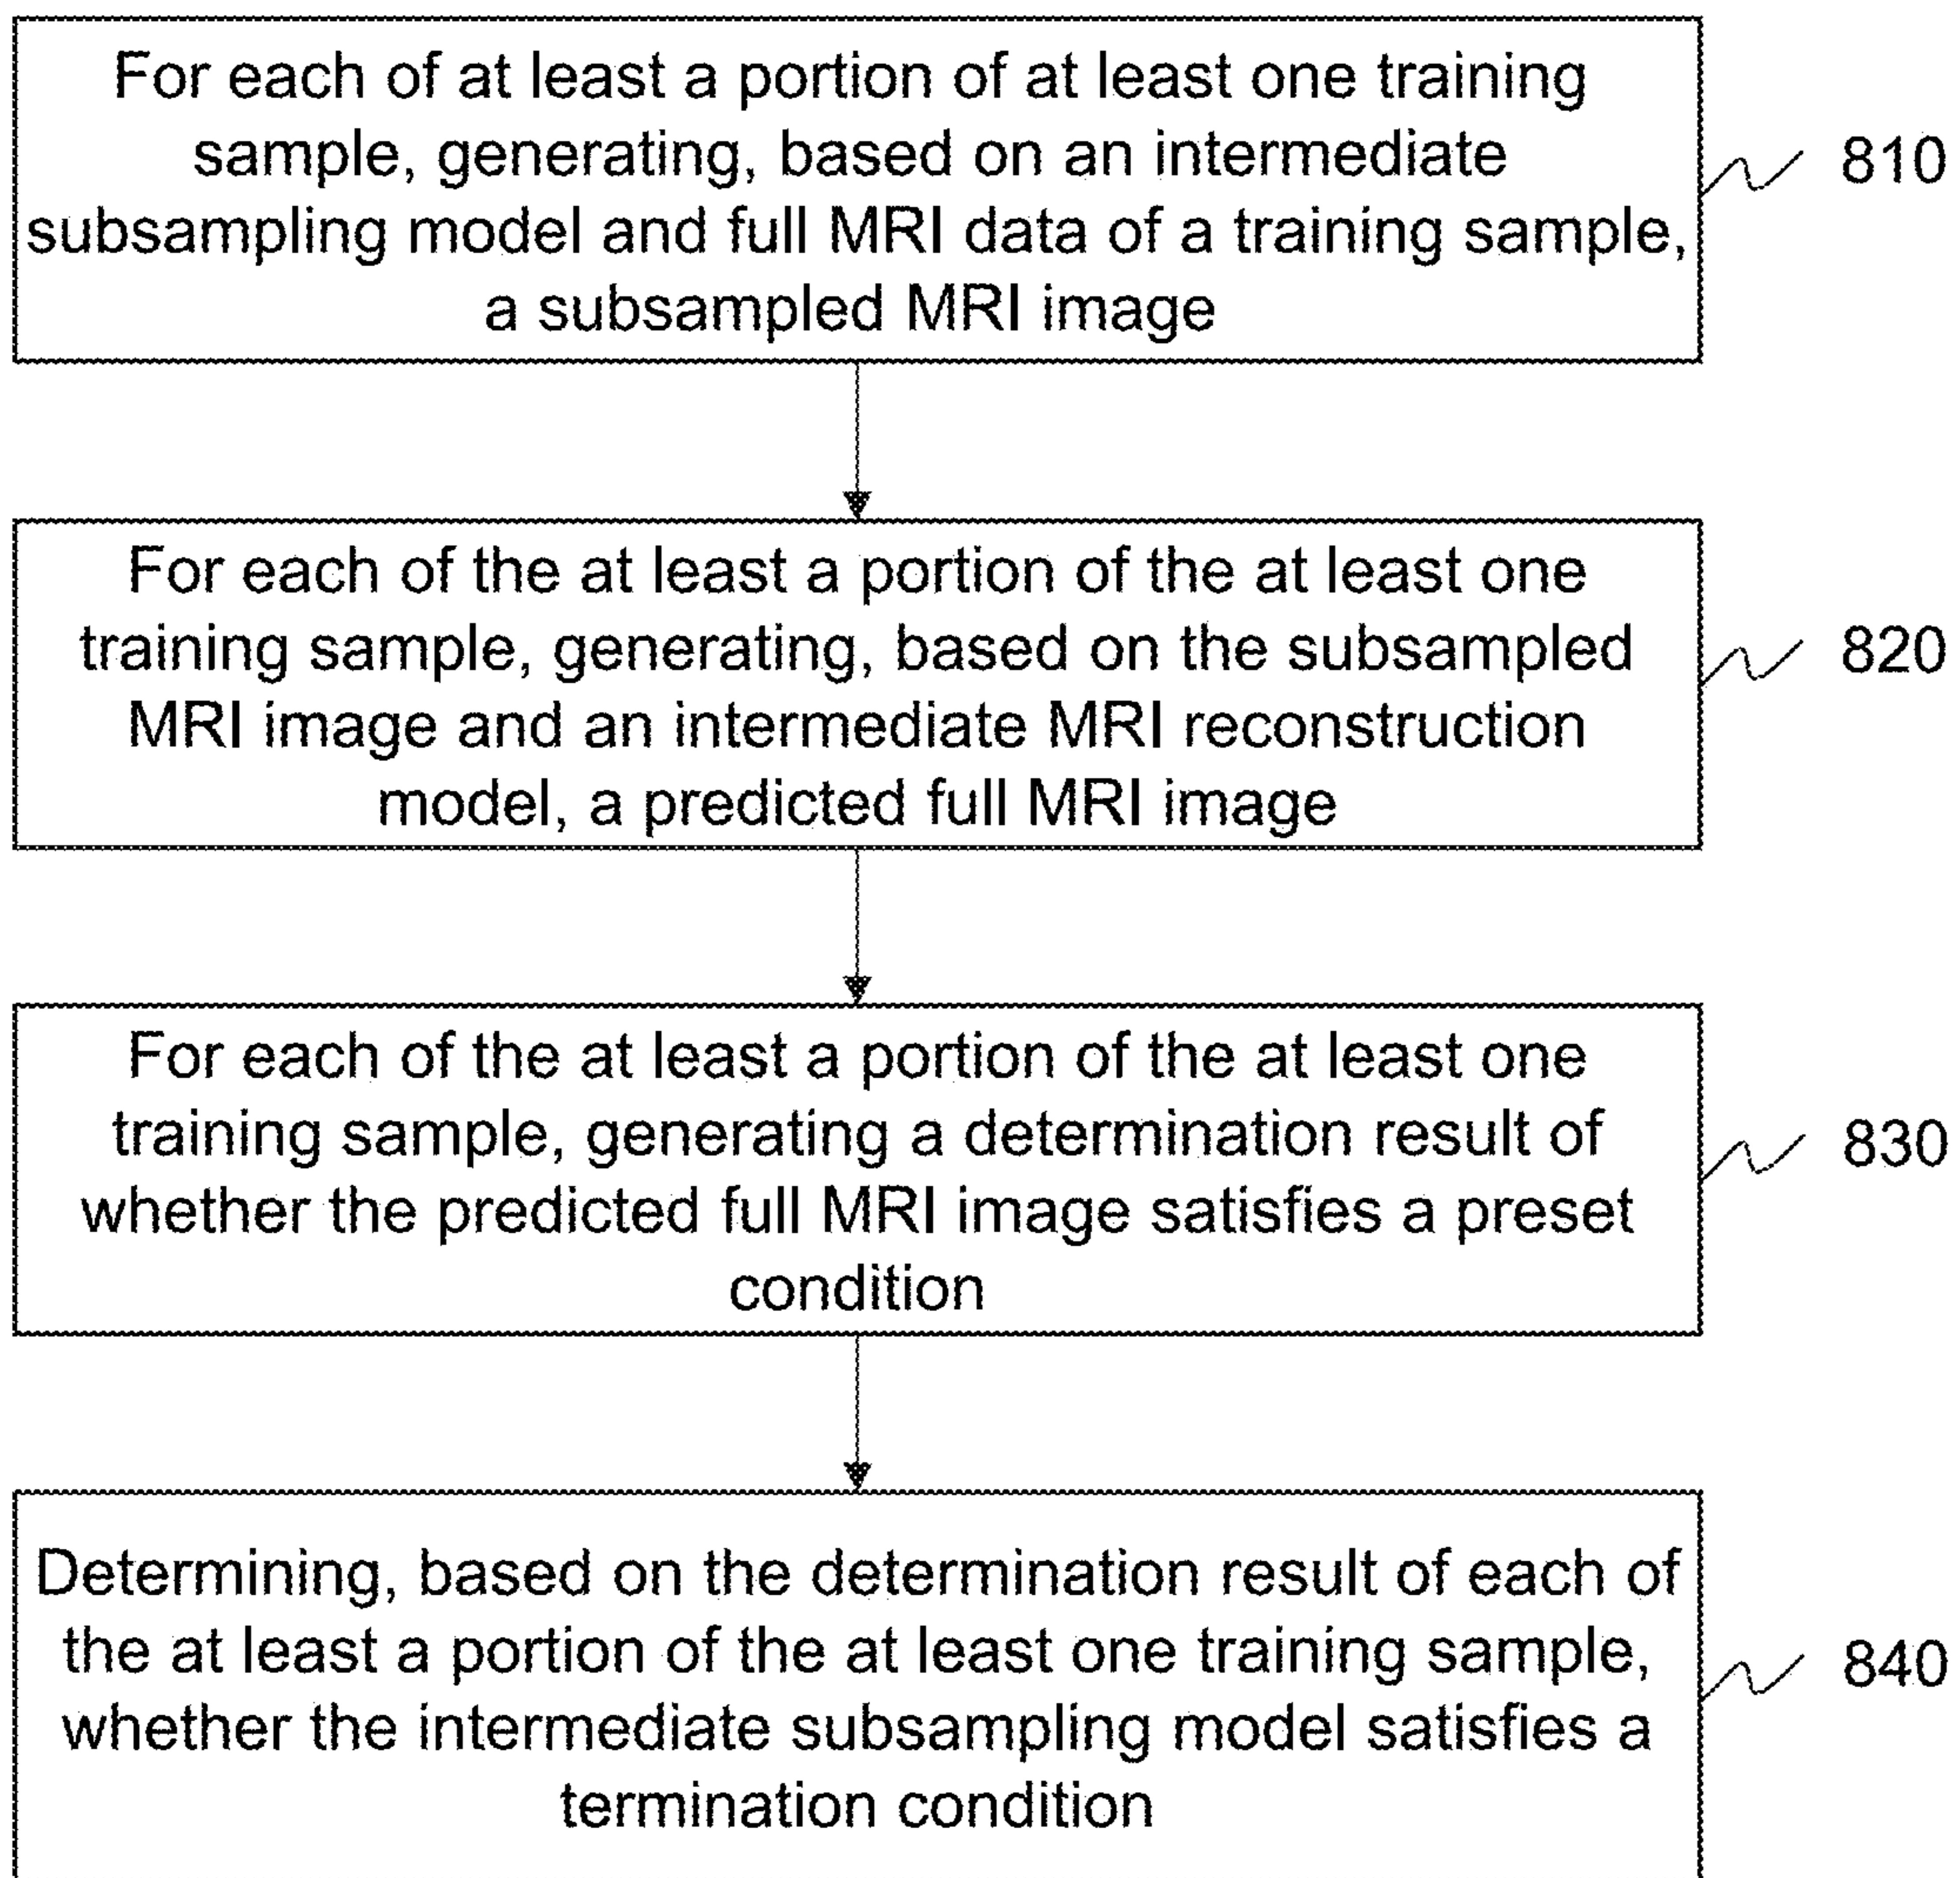 For each of at least a portion of at least one training
sample, generating, based on an intermediate
subsampling model and full MRI data of a training sample,
a subsampled MRI image
810
For each of the at least a portion of the at least one
training sample, generating, based on the subsampled
MRI image and an intermediate MRI reconstruction
model, a predicted full MRI image
820
For each of the at least a portion of the at least one
training sample, generating a determination result of
whether the predicted full MRI image satisfies a preset
condition
830
Determining, based on the determination result of each of
the at least a portion of the at least one training sample,
whether the intermediate subsampling model satisfies a
termination condition
840